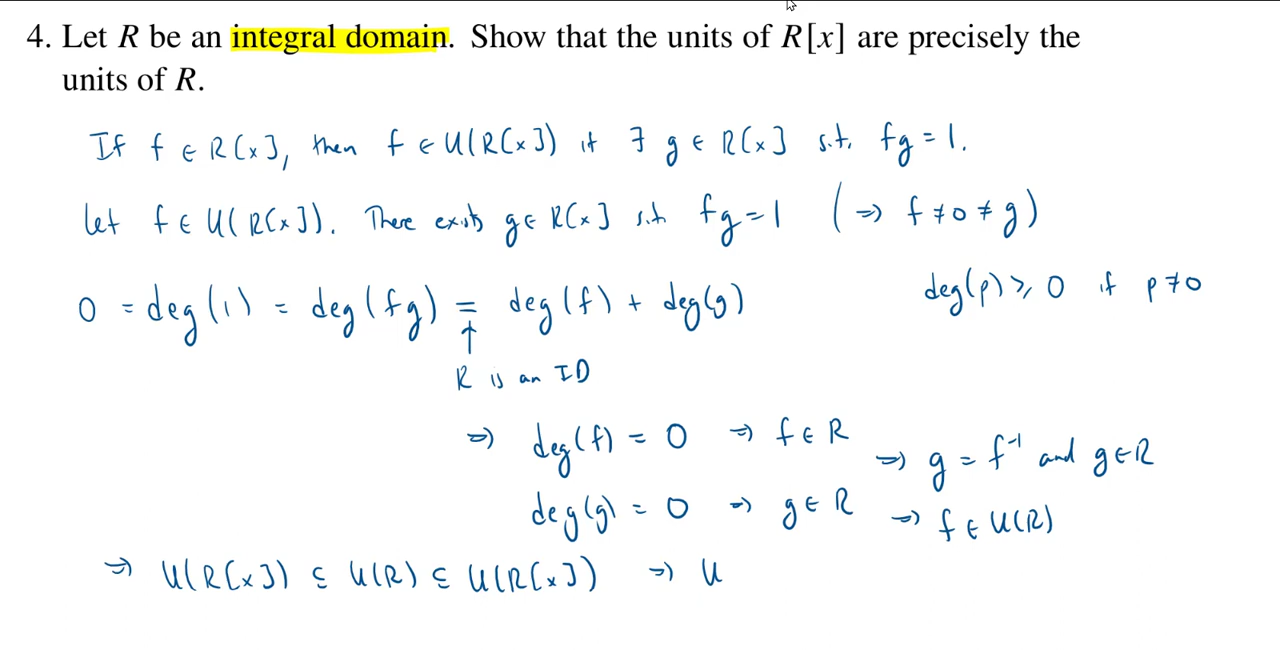 4. Let R be an integral domain. Show that the units of R[x] are precisely the
units of R.
If f ∈ R[x], then f ∈ U(R[x]) if ∃ g ∈ R[x] s.t. fg = 1.
Let f ∈ U(R[x]). There exists g ∈ R[x] s.t. fg = 1 (⇒ f ≠ 0 ≠ g)
0 = deg(1) = deg(fg) = deg(f) + deg(g) deg(p) ≥ 0 if p ≠ 0
↑
R is an ID
⇒ deg(f) = 0 ⇒ f ∈ R ⇒ g = f⁻¹ and g ∈ R
deg(g) = 0 ⇒ g ∈ R ⇒ f ∈ U(R)
⇒ U(R[x]) ⊆ U(R) ⊆ U(R[x]) ⇒ U